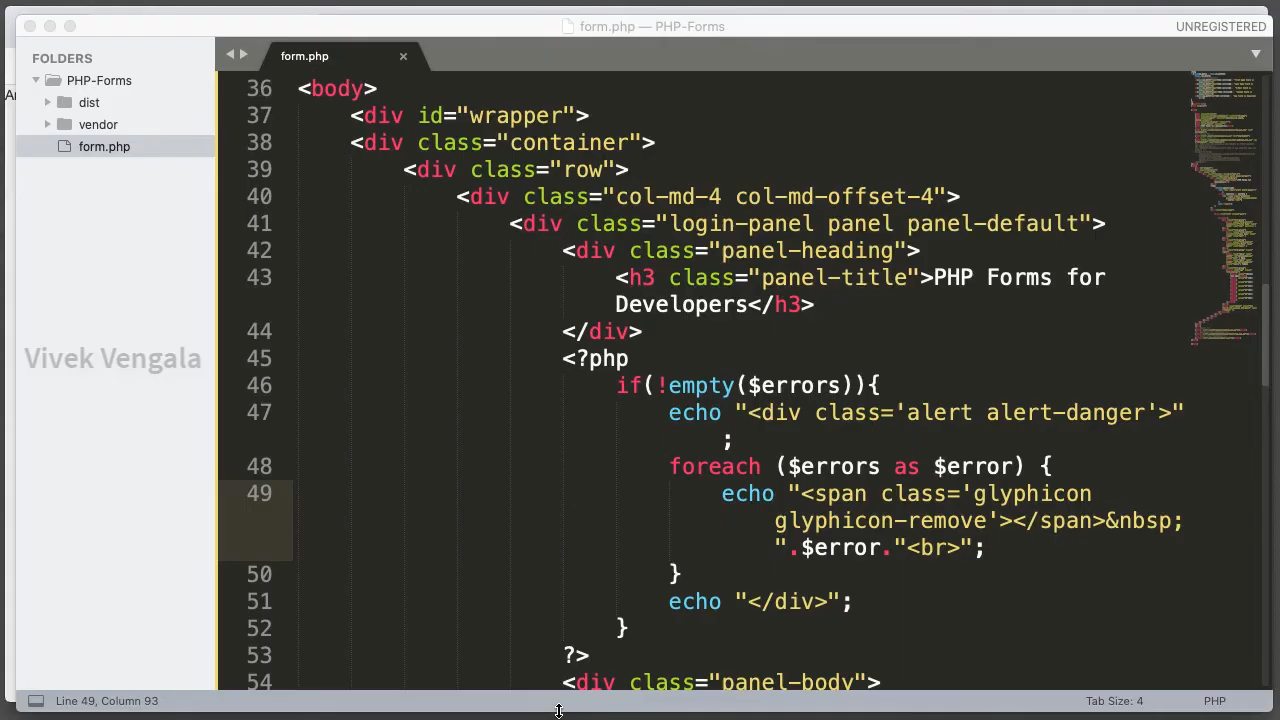 form.php — PHP-Forms
UNREGISTERED
FOLDERS
PHP-Forms
dist
vendor
form.php
Vivek Vengala
form.php
36 <body>
37 <div id="wrapper">
38 <div class="container">
39 <div class="row">
40 <div class="col-md-4 col-md-offset-4">
41 <div class="login-panel panel panel-default">
42 <div class="panel-heading">
43 <h3 class="panel-title">PHP Forms for
Developers</h3>
44 </div>
45 <?php
46 if(!empty($errors)){
47 echo "<div class='alert alert-danger'>"
;
48 foreach ($errors as $error) {
49 echo "<span class='glyphicon
glyphicon-remove'></span>&nbsp;
".$error."<br>";
50 }
51 echo "</div>";
52 }
53 ?>
54 <div class="panel-body">
Line 49, Column 93
Tab Size: 4
PHP